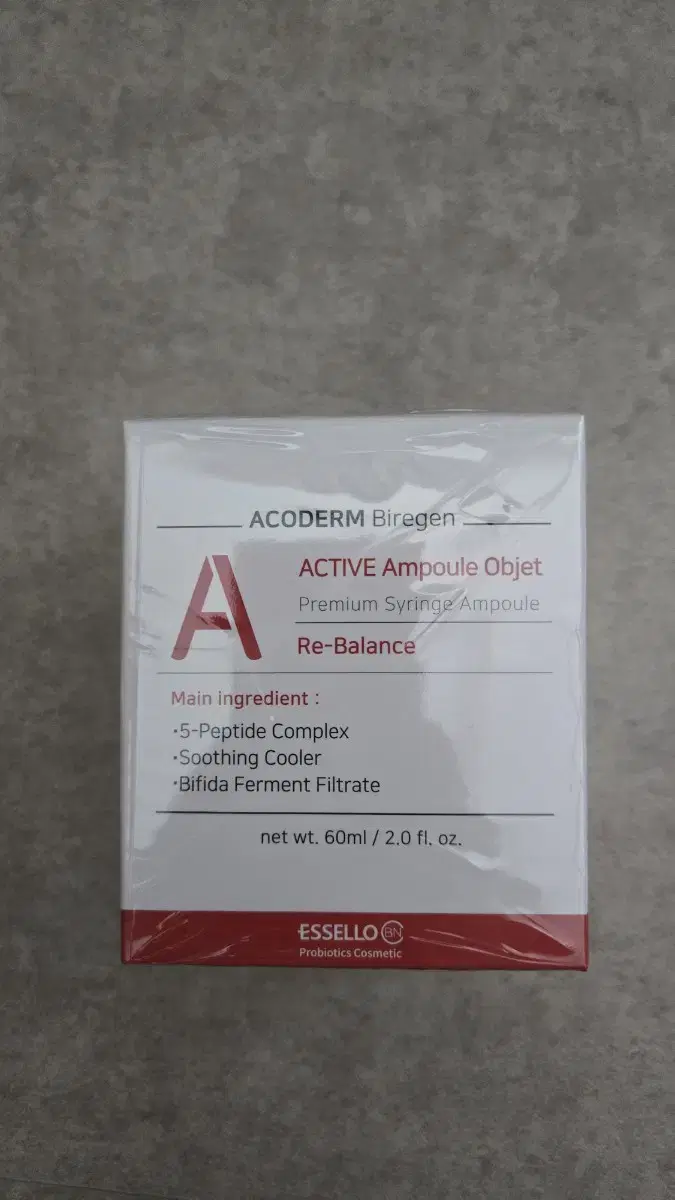 ACODERM Biregen
A
ACTIVE Ampoule Objet
Premium Syringe Ampoule
Re-Balance
Main ingredient :
·5-Peptide Complex
·Soothing Cooler
·Bifida Ferment Filtrate
net wt. 60ml / 2.0 fl. oz.
ESSELLO BN
Probiotics Cosmetic